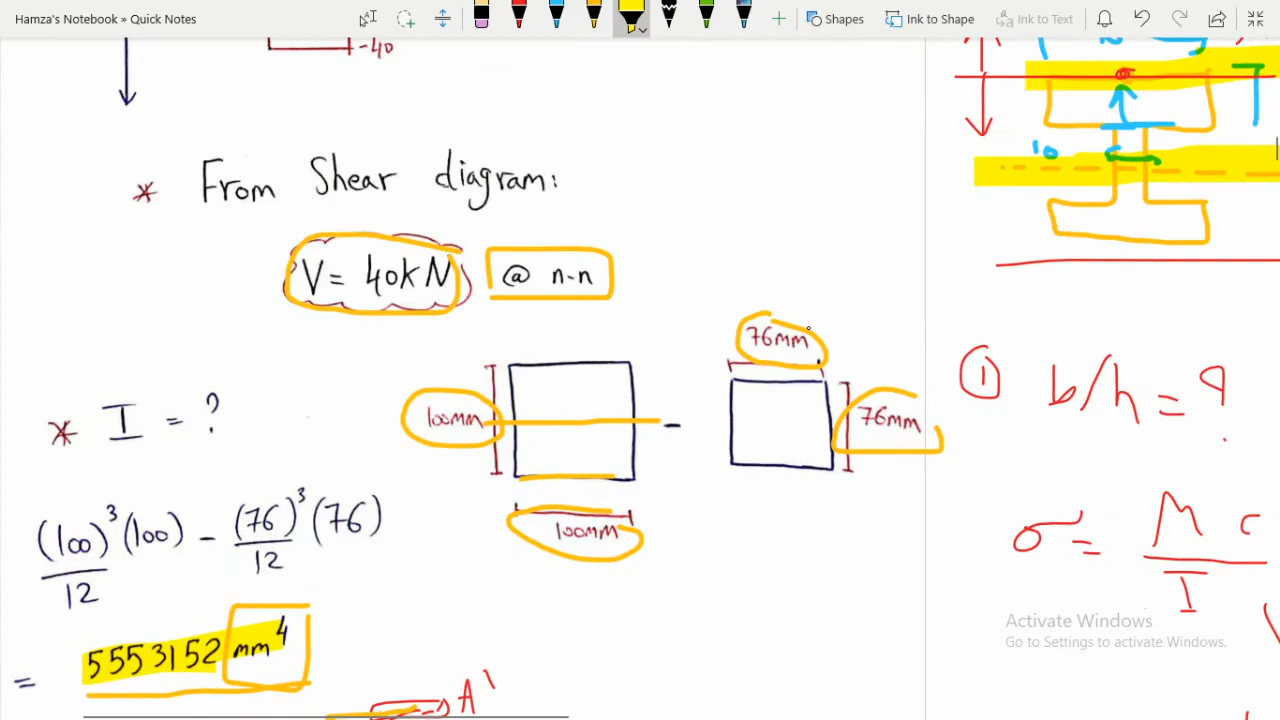 Hamza's Notebook » Quick Notes
Shapes
Ink to Shape
Ink to Text
-40
* From Shear diagram:
V = 40kN @ n-n
76mm
* I = ?
100mm
-
76mm
100mm
(100)³(100) - (76)³(76)
12 12
= 5553152 mm⁴
A'
10
① b/h = ?
σ = M c
I
Activate Windows
Go to Settings to activate Windows.